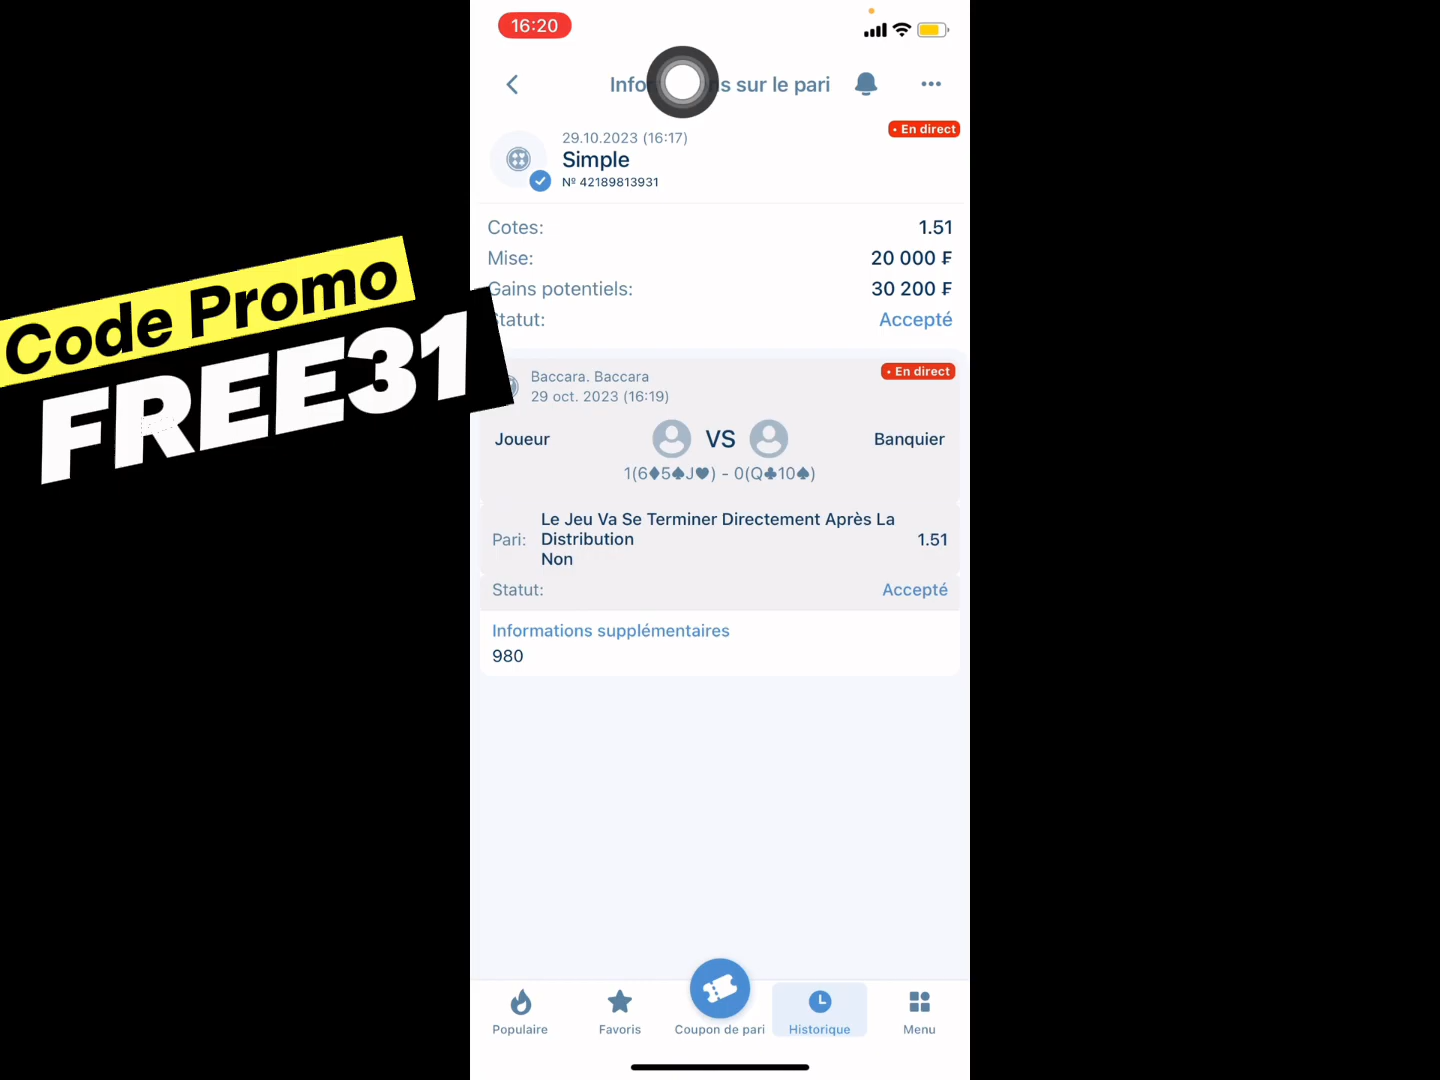 16:20
sur le pari
• En direct
29.10.2023 (16:17)
Simple
Nº 42189813931
Cotes:
1.51
Mise:
20 000 ₣
Gains potentiels:
30 200 ₣
Statut:
Accepté
Code Promo
FREE31
Baccara. Baccara
• En direct
29 oct. 2023 (16:19)
Joueur
VS
Banquier
1(6♦5♠J♥) - 0(Q♣10♠)
Pari:
Le Jeu Va Se Terminer Directement Après La
Distribution
Non
1.51
Statut:
Accepté
Informations supplémentaires
980
Populaire
Favoris
Coupon de pari
Historique
Menu